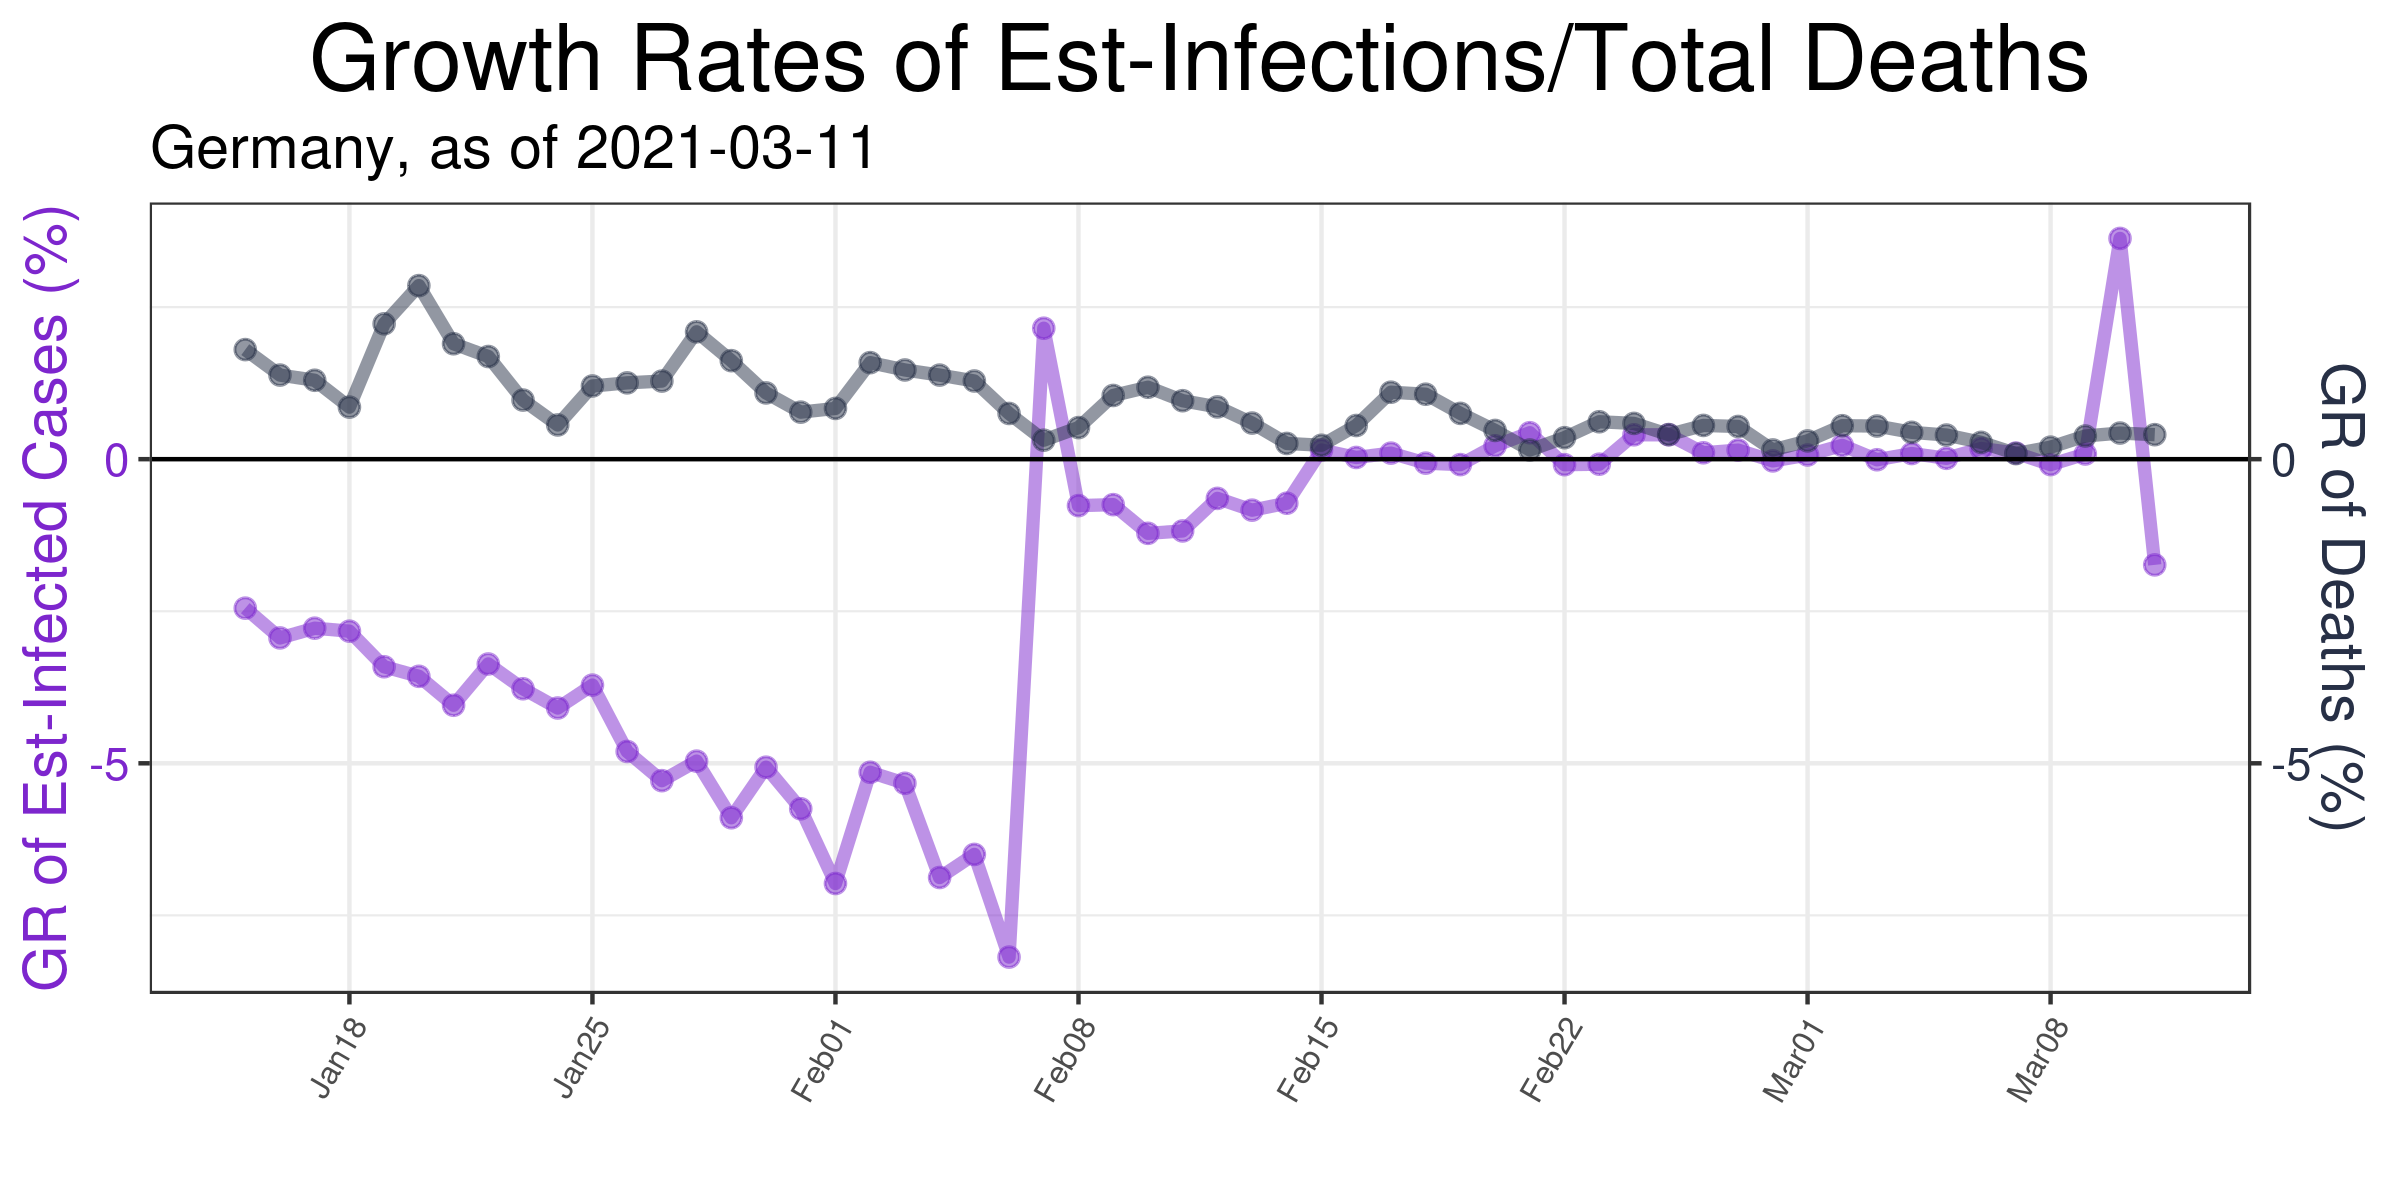 Growth Rates of Est-Infections/Total Deaths
Germany, as of 2021-03-11
GR of Est-Infected Cases (%)
0
-5
0
-5
GR of Deaths (%)
Jan18
Jan25
Feb01
Feb08
Feb15
Feb22
Mar01
Mar08